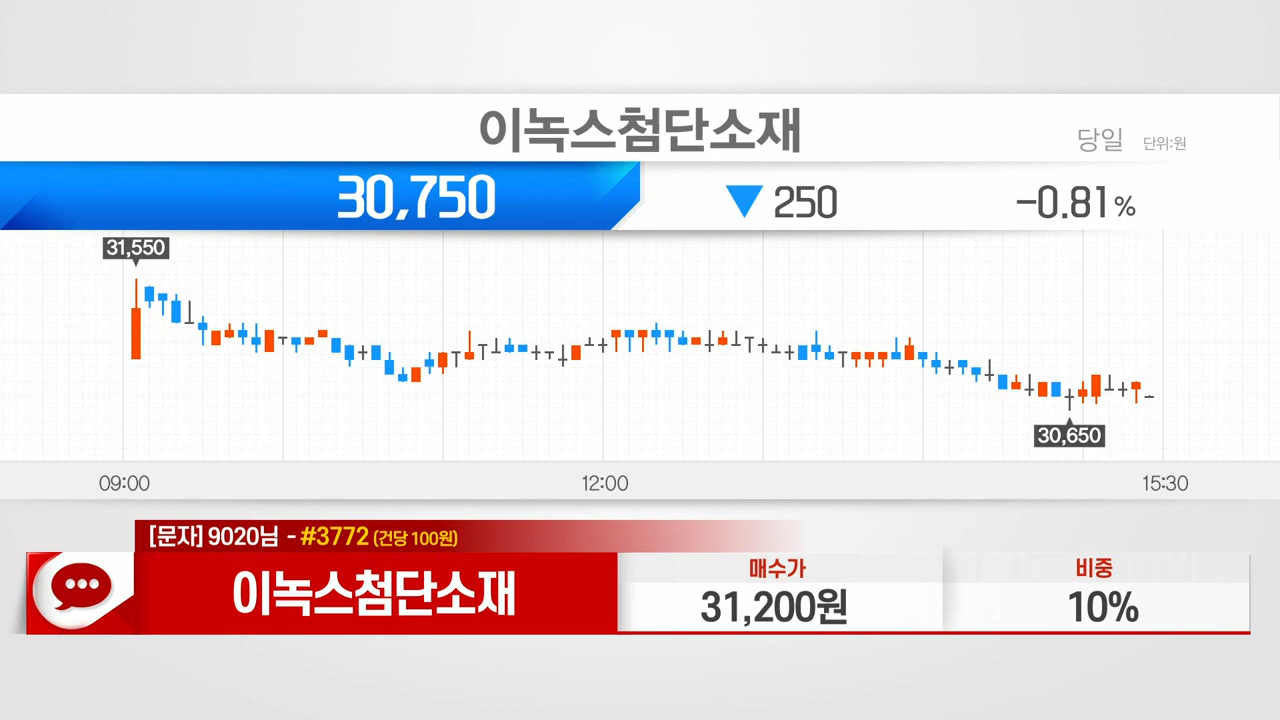 이녹스첨단소재
당일 단위:원
30,750 ▼250 -0.81%
31,550
30,650
09:00 12:00 15:30
[문자] 9020님 - #3772 (건당 100원)
이녹스첨단소재
매수가 비중
31,200원 10%